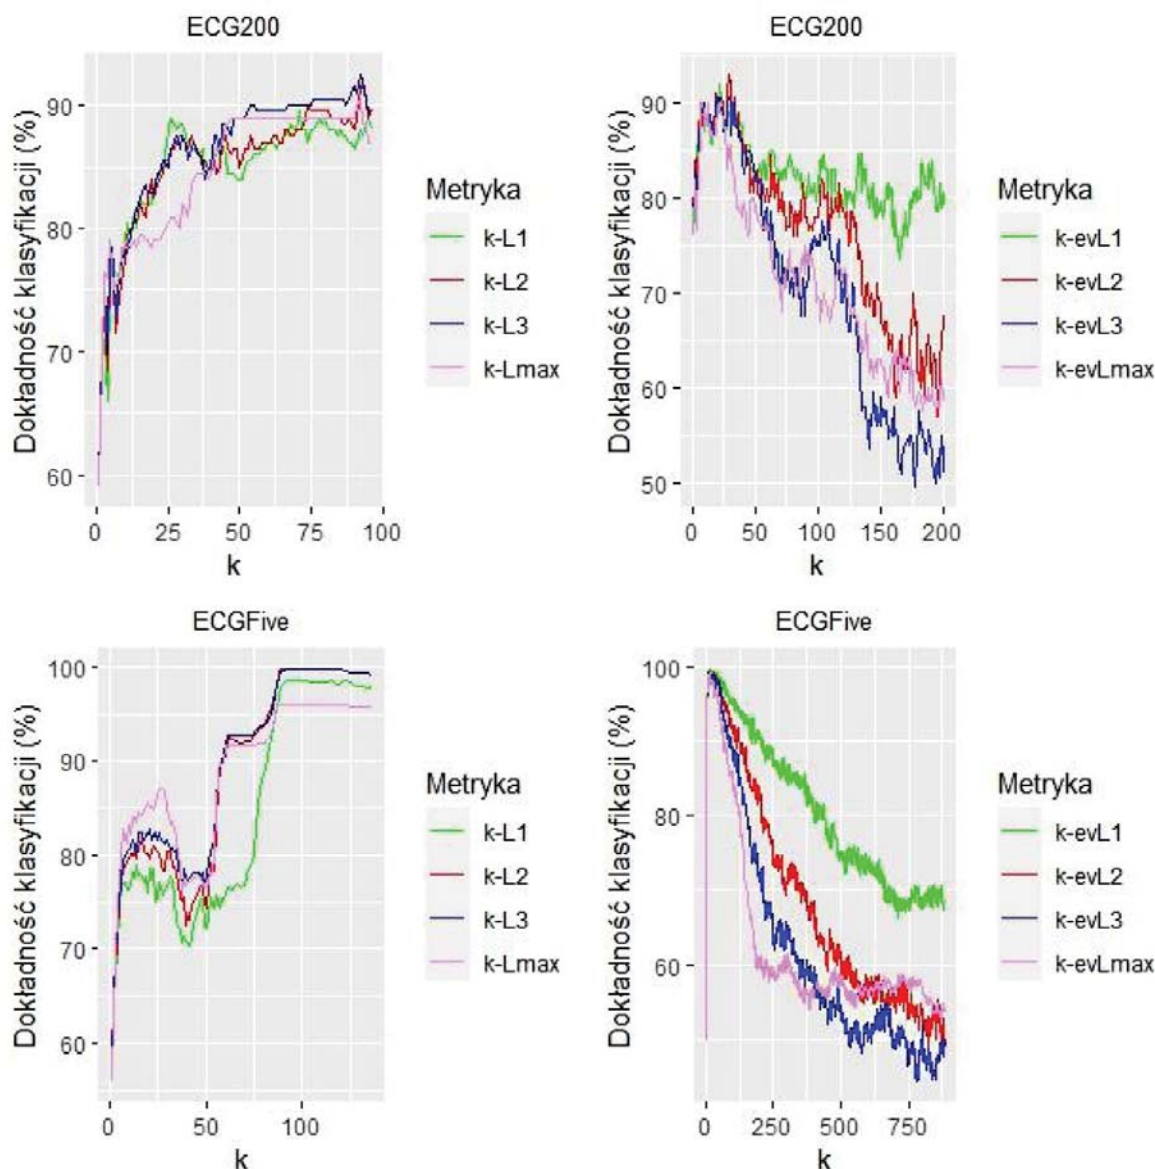 ECG200
Dokładność klasyfikacji (%)
90
80
70
60
0 25 50 75 100
k
Metryka
k-L1
k-L2
k-L3
k-Lmax
ECG200
Dokładność klasyfikacji (%)
90
80
70
60
50
0 50 100 150 200
k
Metryka
k-evL1
k-evL2
k-evL3
k-evLmax
ECGFive
Dokładność klasyfikacji (%)
100
90
80
70
60
0 50 100
k
Metryka
k-L1
k-L2
k-L3
k-Lmax
ECGFive
Dokładność klasyfikacji (%)
100
80
60
0 250 500 750
k
Metryka
k-evL1
k-evL2
k-evL3
k-evLmax